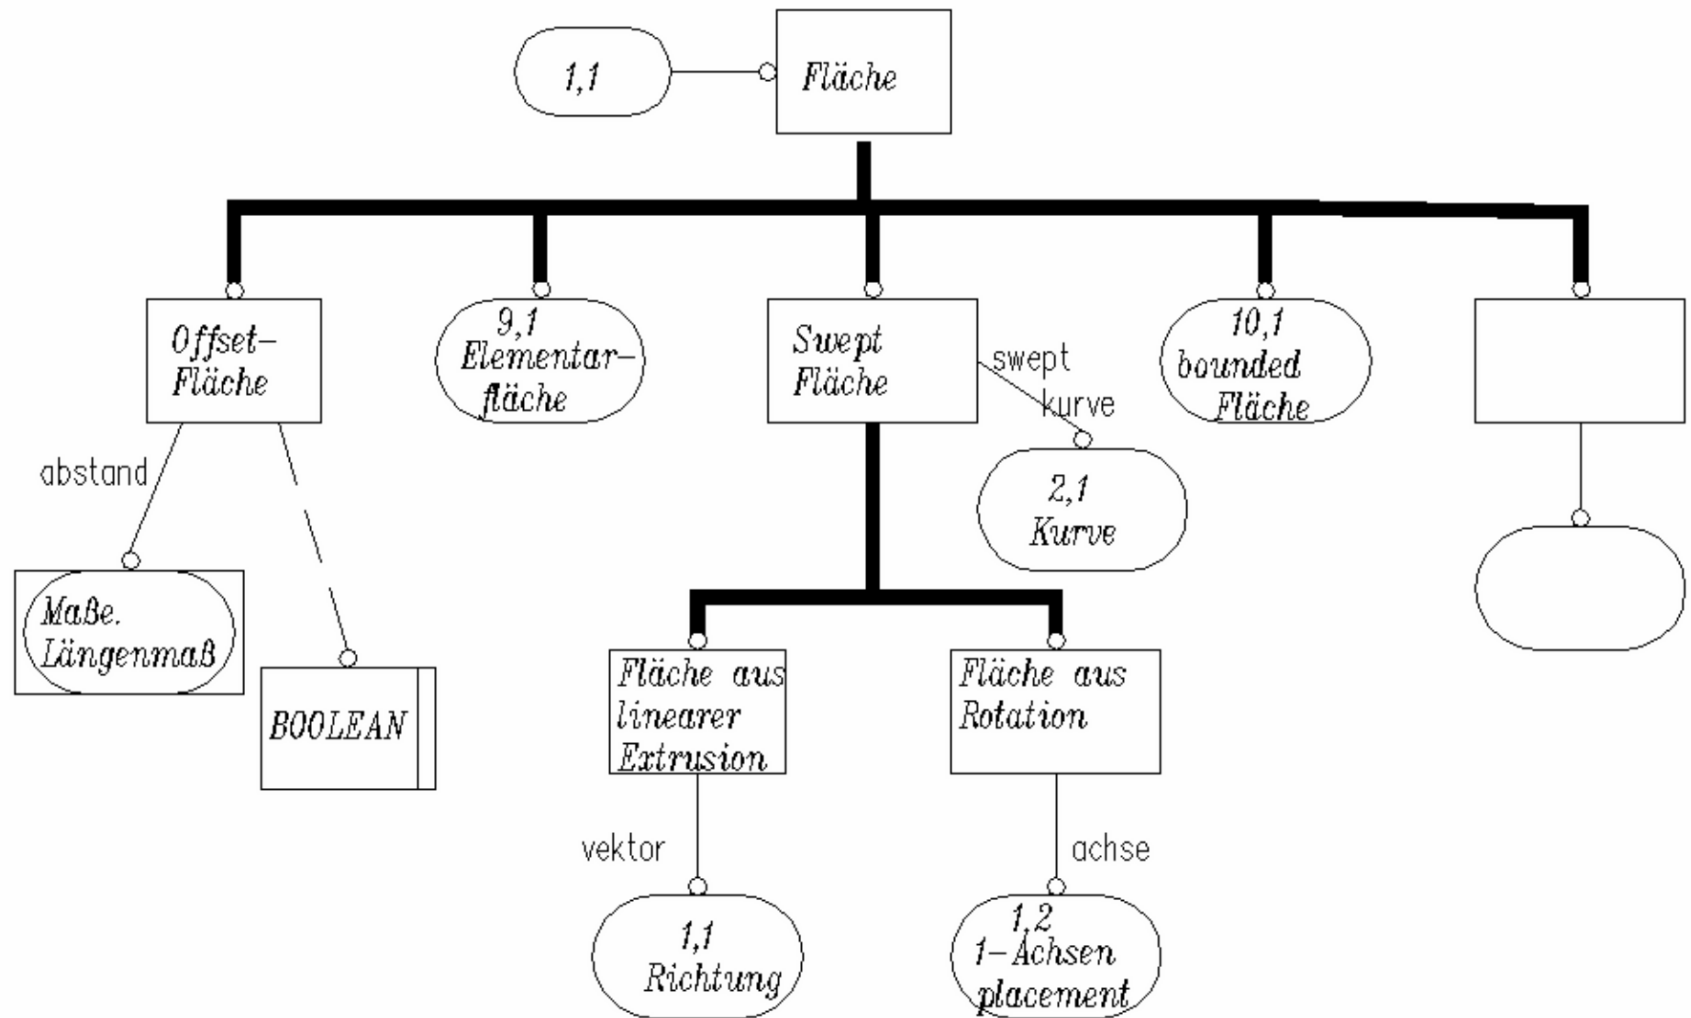 1,1
Fläche
Offset-
Fläche
9,1
Elementar-
fläche
Swept
Fläche
swept
kurve
10,1
bounded
Fläche
abstand
2,1
Kurve
Maße.
Längenmaß
BOOLEAN
Fläche aus
linearer
Extrusion
Fläche aus
Rotation
vektor
achse
1,1
Richtung
1,2
1-Achsen
placement